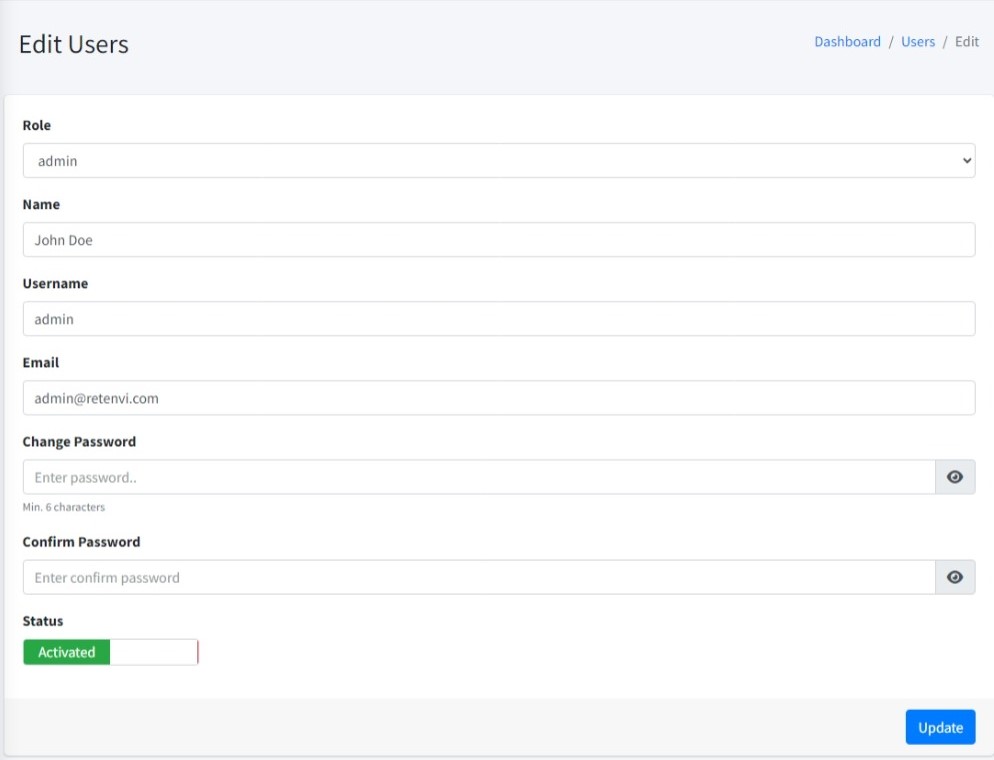 Edit Users
Dashboard / Users / Edit
Role
admin
Name
John Doe
Username
admin
Email
admin@retenvi.com
Change Password
Enter password..
Min. 6 characters
Confirm Password
Enter confirm password
Status
Activated
Update